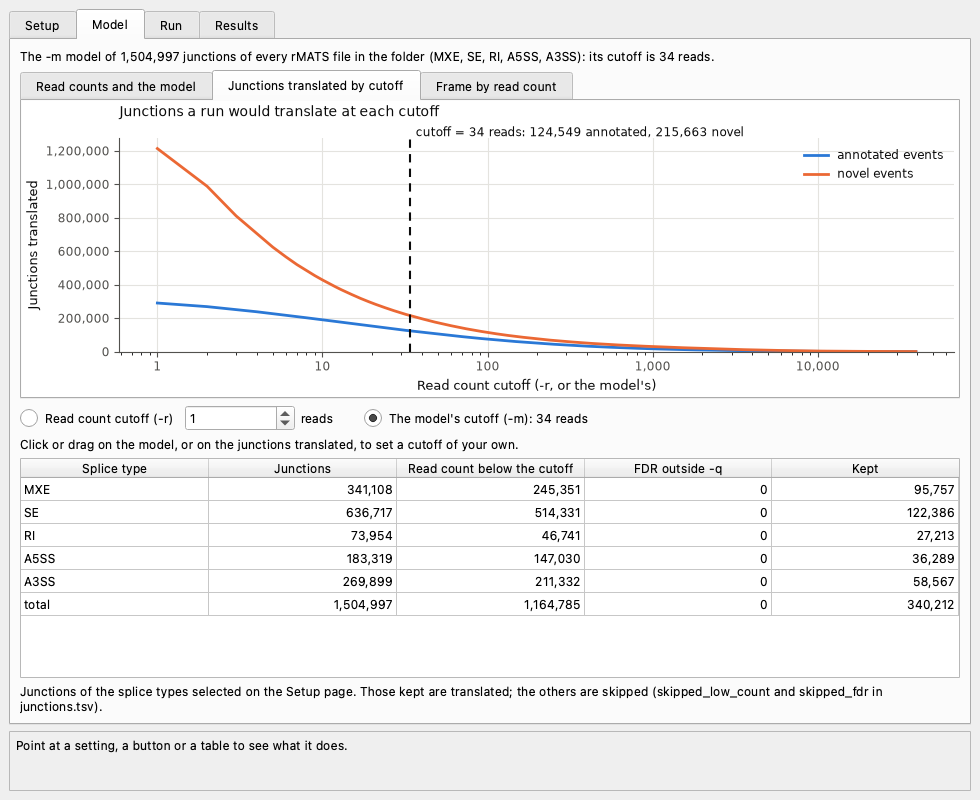 Setup Model Run Results
The -m model of 1,504,997 junctions of every rMATS file in the folder (MXE, SE, RI, A5SS, A3SS): its cutoff is 34 reads.
Read counts and the model Junctions translated by cutoff Frame by read count
Junctions a run would translate at each cutoff
cutoff = 34 reads: 124,549 annotated, 215,663 novel
annotated events
novel events
Junctions translated
1,200,000
1,000,000
800,000
600,000
400,000
200,000
0
1 10 100 1,000 10,000
Read count cutoff (-r, or the model's)
Read count cutoff (-r) 1 reads The model's cutoff (-m): 34 reads
Click or drag on the model, or on the junctions translated, to set a cutoff of your own.
Splice type Junctions Read count below the cutoff FDR outside -q Kept
MXE 341,108 245,351 0 95,757
SE 636,717 514,331 0 122,386
RI 73,954 46,741 0 27,213
A5SS 183,319 147,030 0 36,289
A3SS 269,899 211,332 0 58,567
total 1,504,997 1,164,785 0 340,212
Junctions of the splice types selected on the Setup page. Those kept are translated; the others are skipped (skipped_low_count and skipped_fdr in
junctions.tsv).
Point at a setting, a button or a table to see what it does.